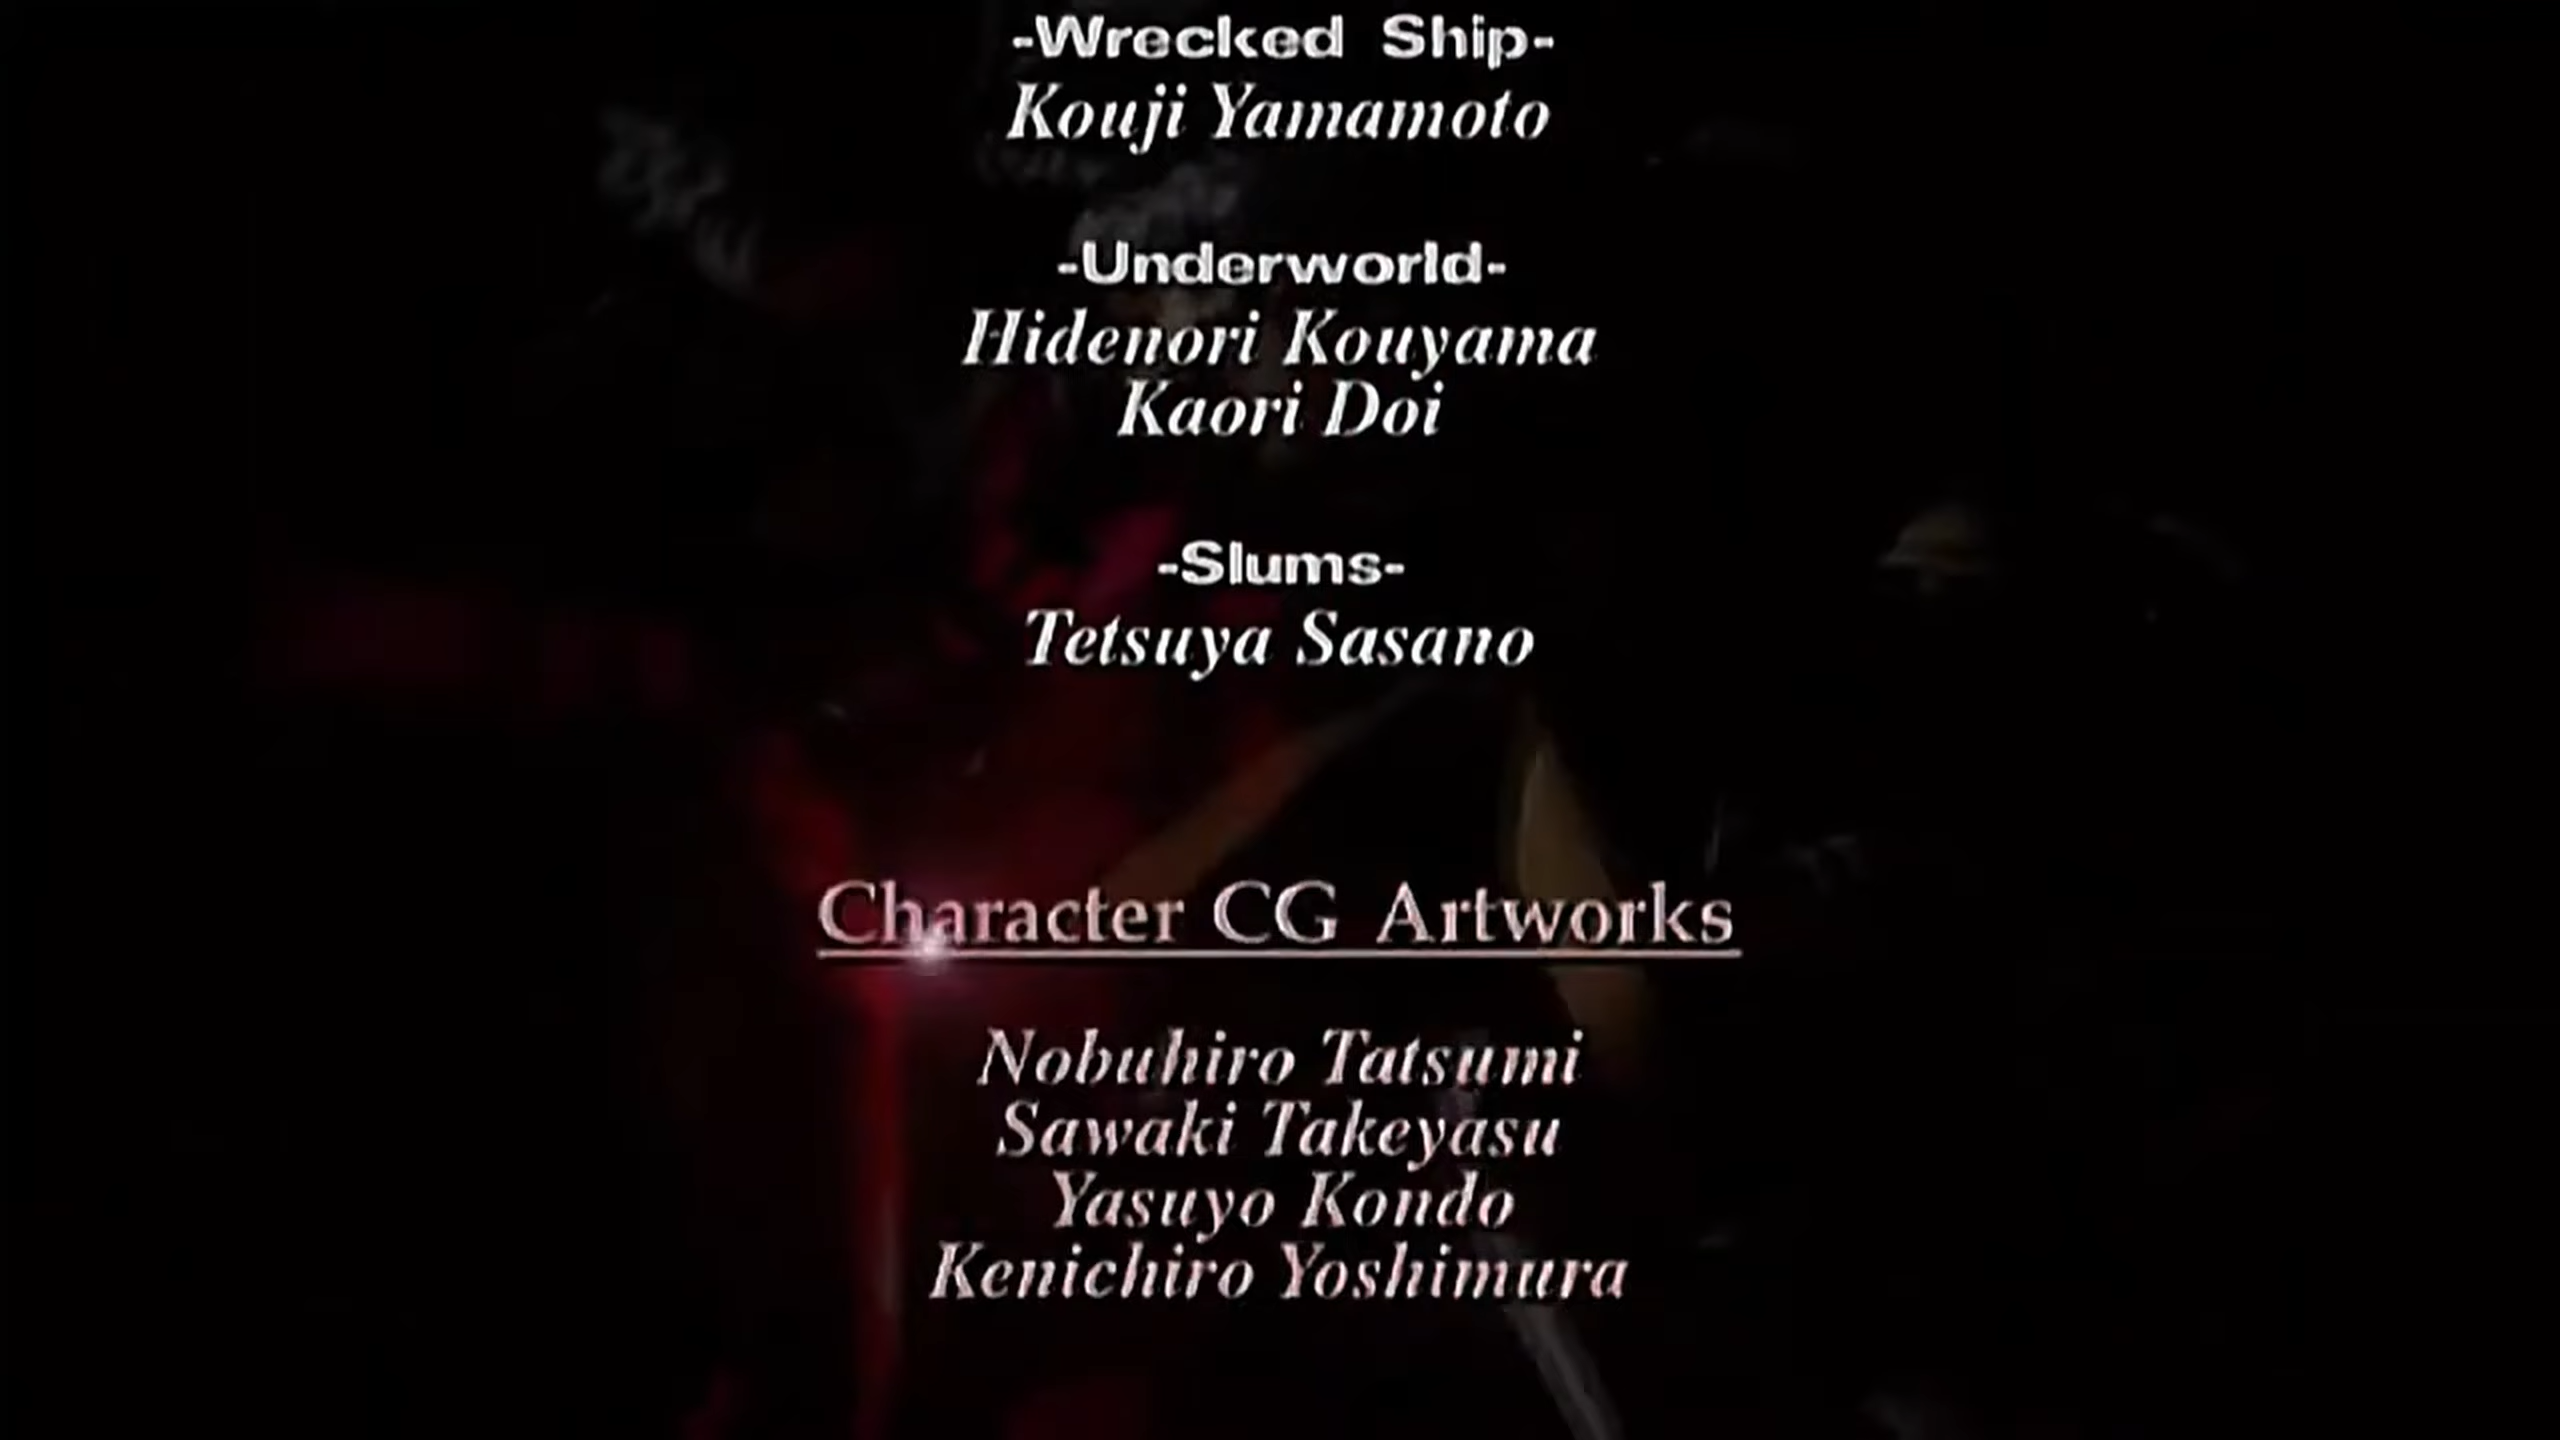 -Wrecked Ship-
Kouji Yamamoto
-Underworld-
Hidenori Kouyama
Kaori Doi
-Slums-
Tetsuya Sasano
Character CG Artworks
Nobuhiro Tatsumi
Sawaki Takeyasu
Yasuyo Kondo
Kenichiro Yoshimura